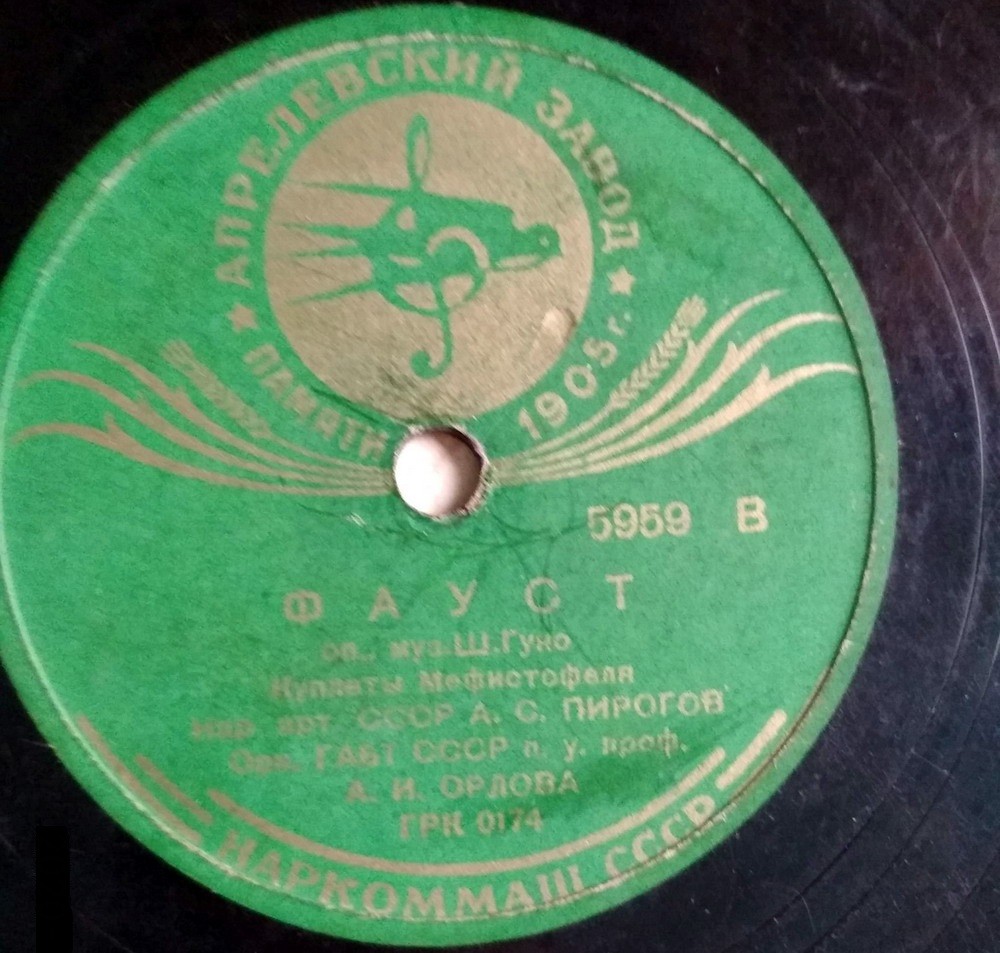 АПРЕЛЕВСКИЙ ЗАВОД
ПАМЯТИ 1905 г.
5959 В
ФАУСТ
оп., муз. Ш. Гуно
Куплеты Мефистофеля
Нар. арт. СССР А. С. ПИРОГОВ
Орк. ГАБТ СССР п. у. проф.
А. И. ОРЛОВА
ГРК 0174
НАРКОММАШ СССР